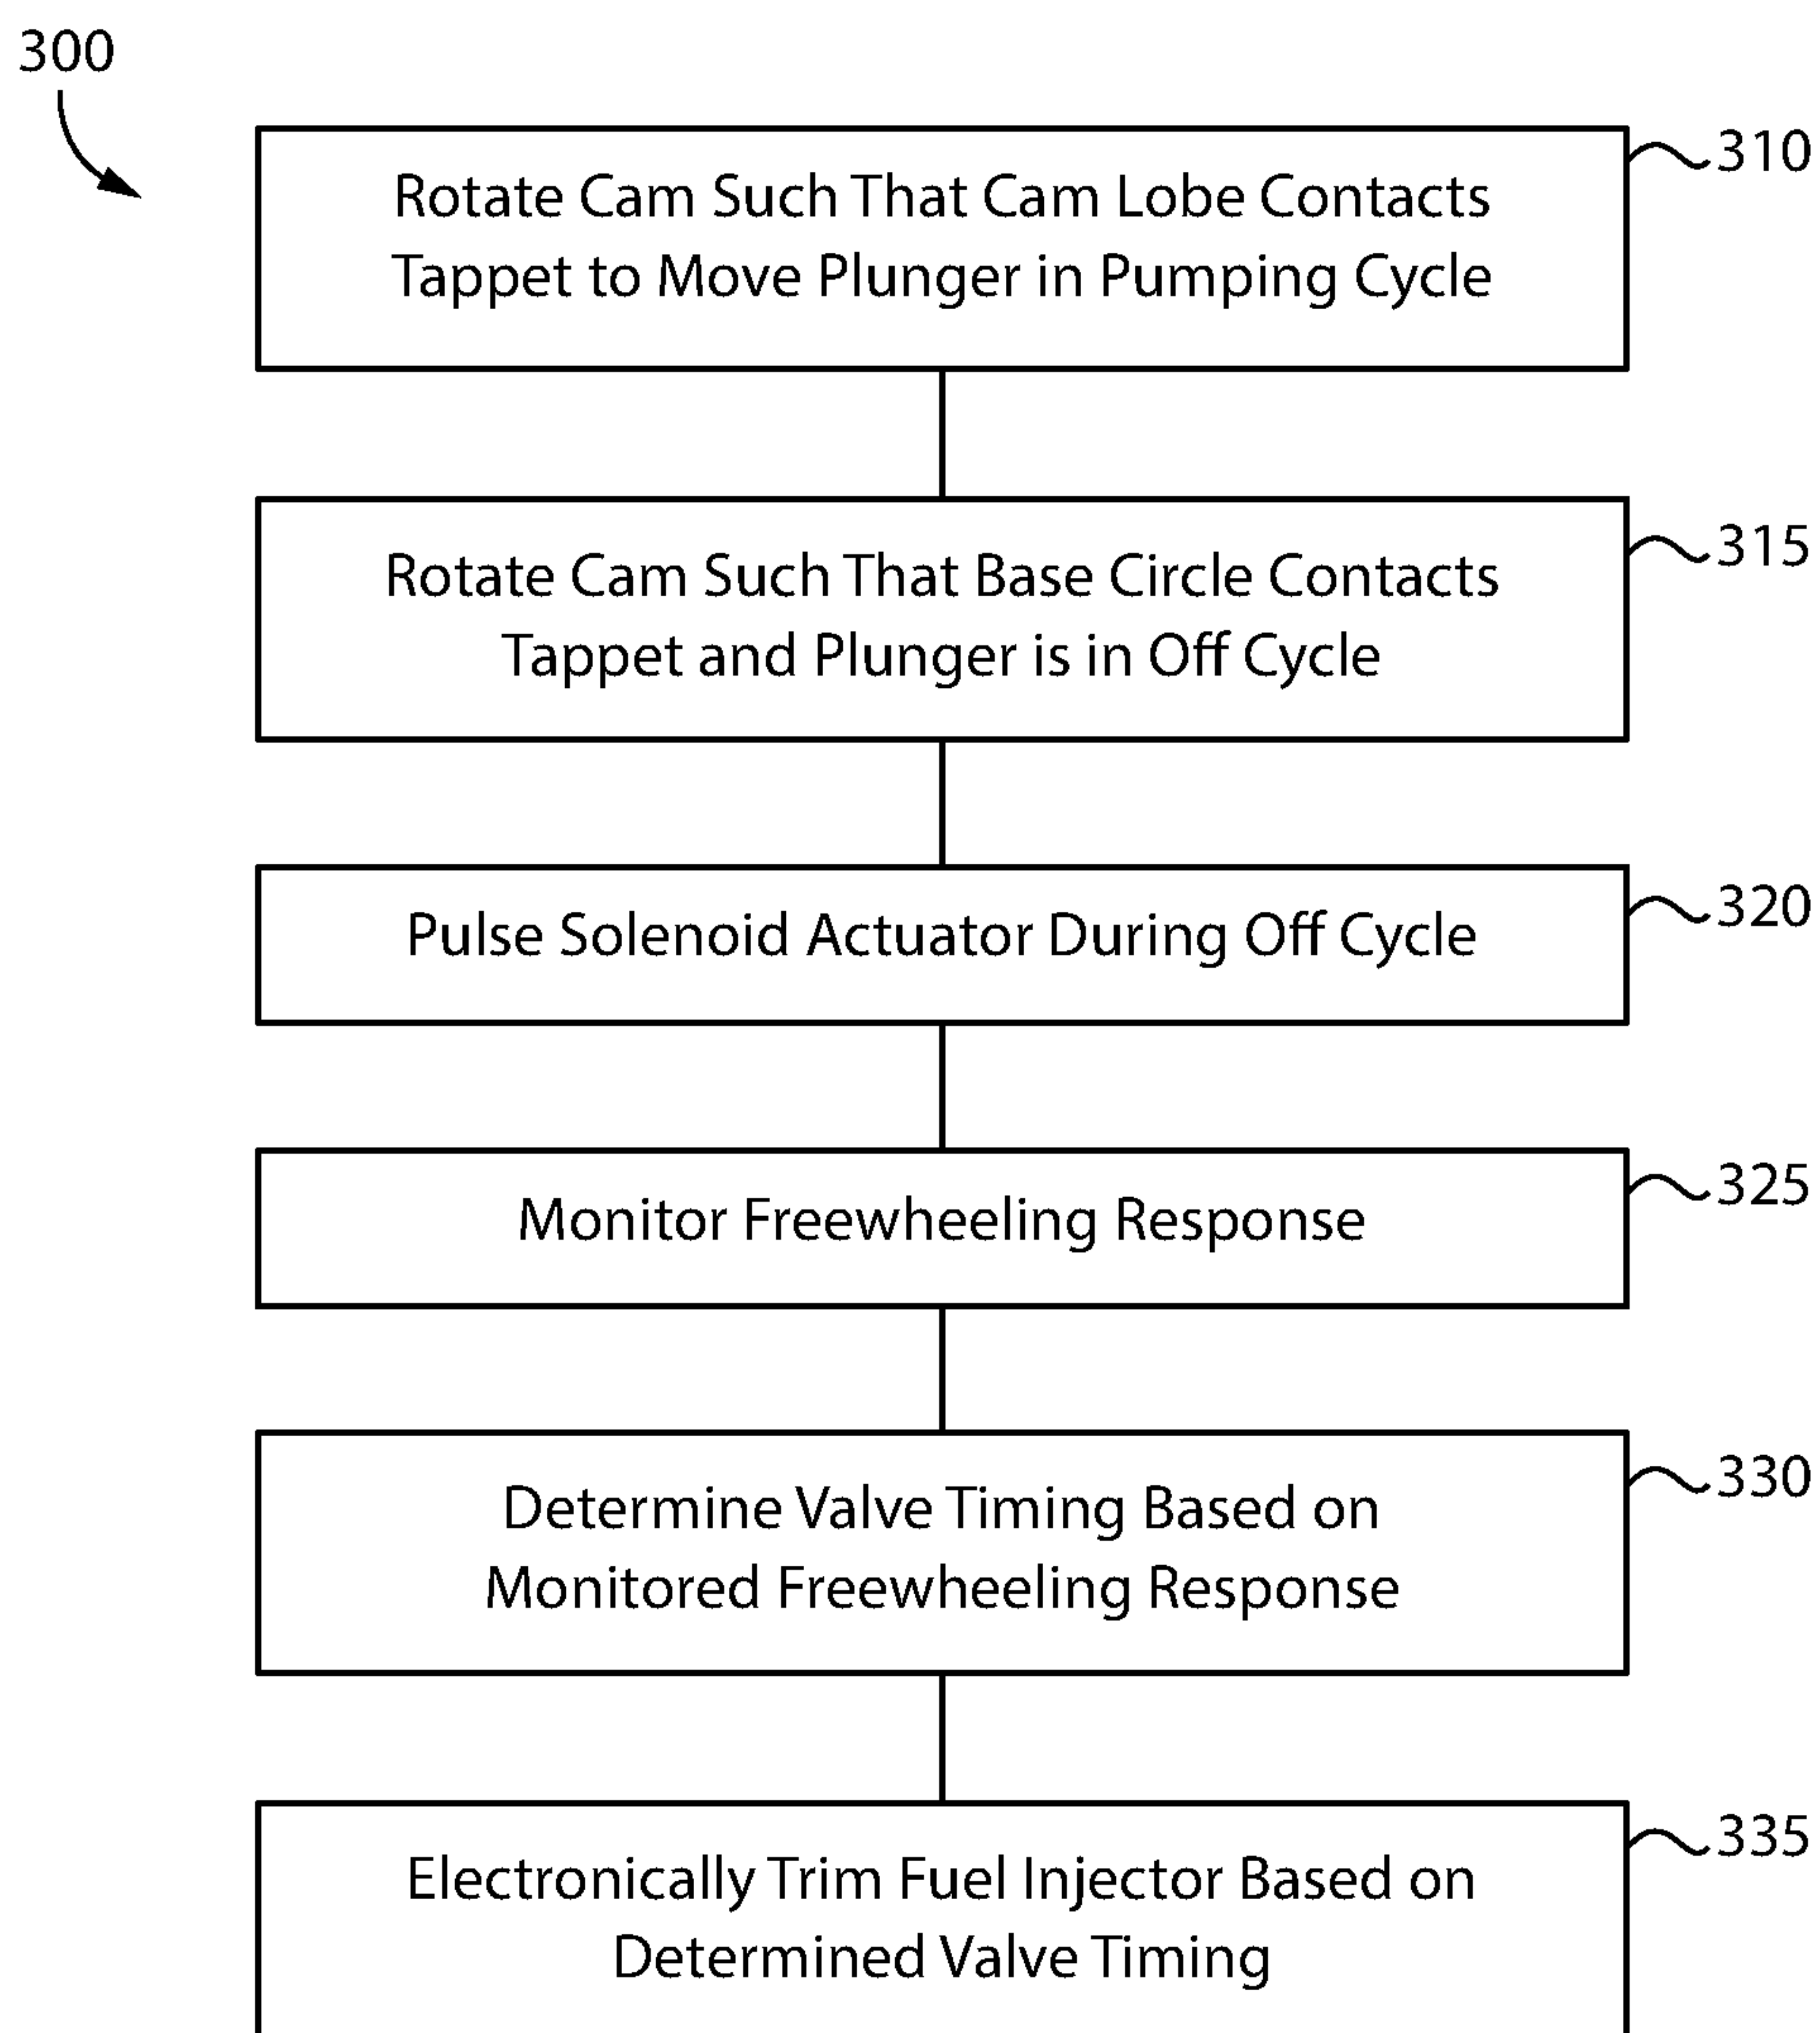 300
310
Rotate Cam Such That Cam Lobe Contacts
Tappet to Move Plunger in Pumping Cycle
315
Rotate Cam Such That Base Circle Contacts
Tappet and Plunger is in Off Cycle
320
Pulse Solenoid Actuator During Off Cycle
325
Monitor Freewheeling Response
330
Determine Valve Timing Based on
Monitored Freewheeling Response
335
Electronically Trim Fuel Injector Based on
Determined Valve Timing